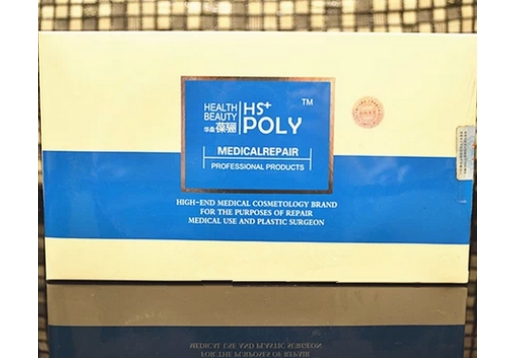 HEALTH
BEAUTY
华鑫葆骊
HS+
POLY
TM
MEDICALREPAIR
PROFESSIONAL PRODUCTS
HIGH-END MEDICAL COSMETOLOGY BRAND
FOR THE PURPOSES OF REPAIR
MEDICAL USE AND PLASTIC SURGEON